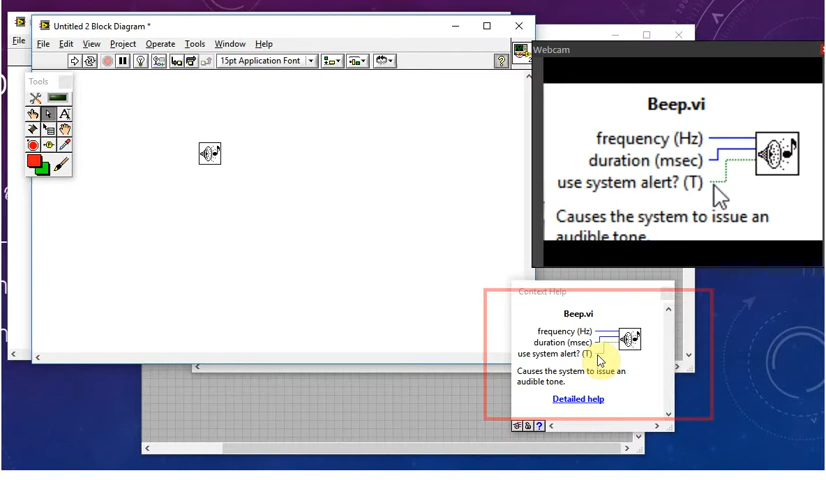 Untitled 2 Block Diagram *
File
File Edit View Project Operate Tools Window Help
15pt Application Font
?
Tools
A
Webcam
Beep.vi
frequency (Hz)
duration (msec)
use system alert? (T)
Causes the system to issue an
audible tone.
Context Help
Beep.vi
frequency (Hz)
duration (msec)
use system alert? (T)
Causes the system to issue an
audible tone.
Detailed help
?